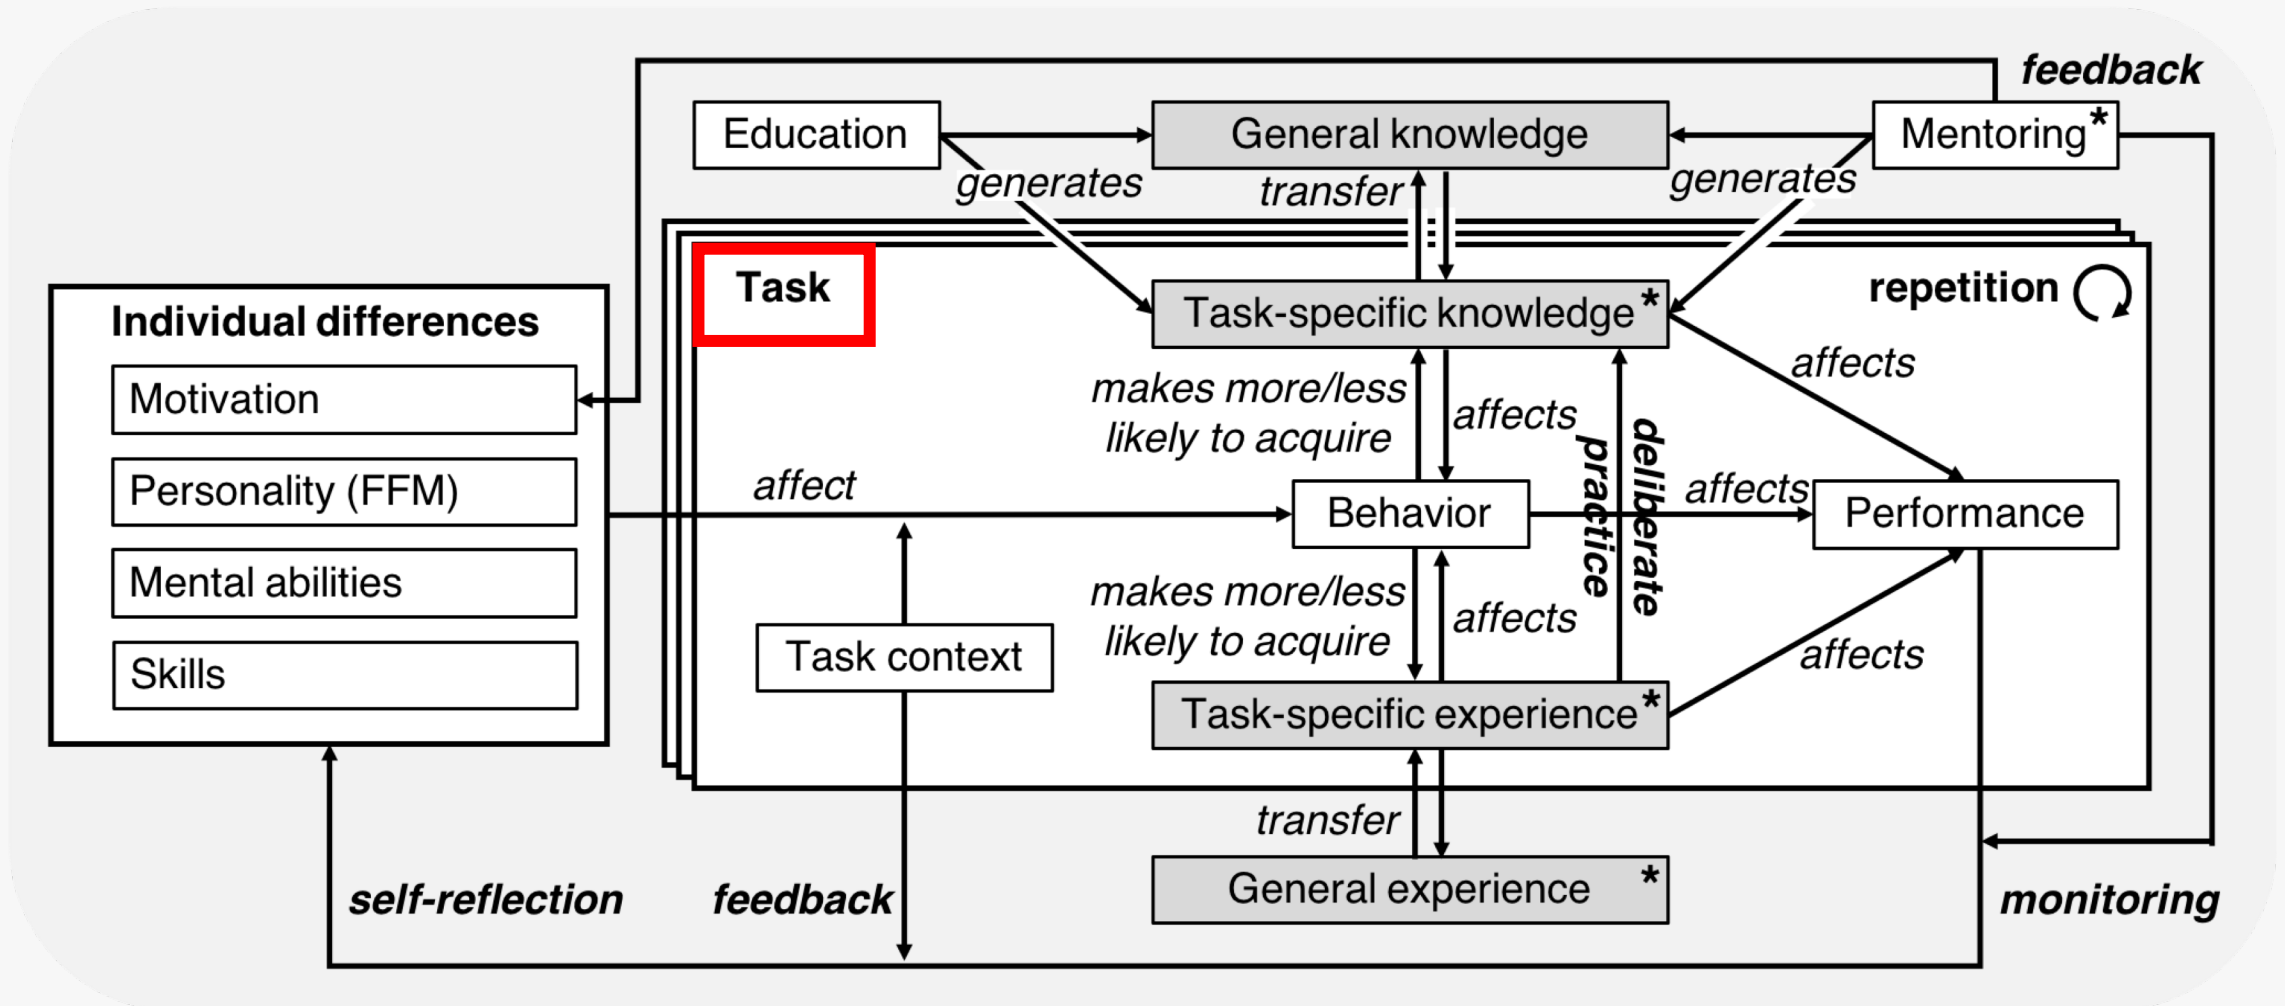 feedback
Education
General knowledge
Mentoring*
generates
transfer
generates
Task
repetition
Individual differences
Task-specific knowledge*
Motivation
makes more/less
likely to acquire
affects
affects
deliberate
practice
Personality (FFM)
affect
Behavior
affects
Performance
Mental abilities
makes more/less
likely to acquire
affects
affects
Task context
Skills
Task-specific experience*
transfer
General experience *
self-reflection
feedback
monitoring